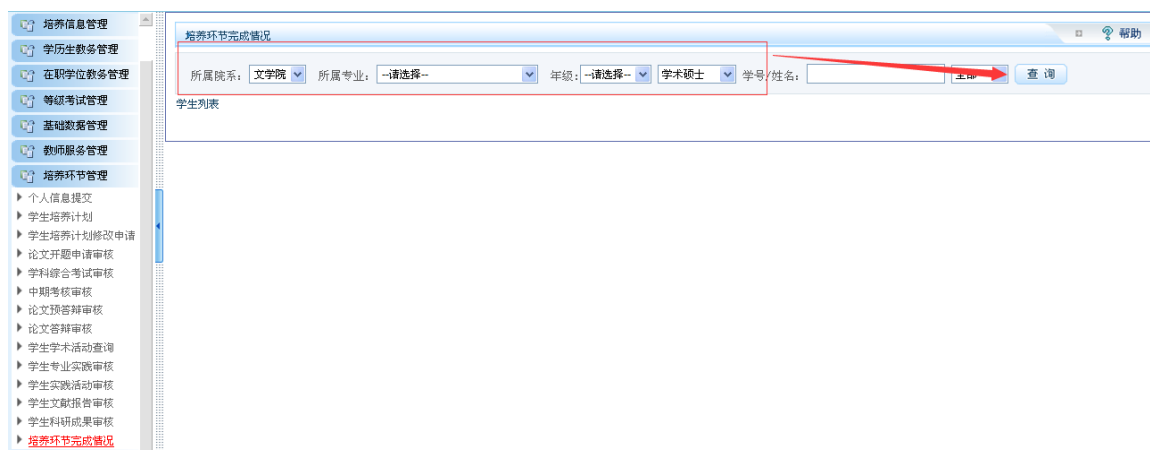 培养信息管理
学历生教务管理
在职学位教务管理
等级考试管理
基础数据管理
教师服务管理
培养环节管理
个人信息提交
学生培养计划
学生培养计划修改申请
论文开题申请审核
学科综合考试审核
中期考核审核
论文预答辩审核
论文答辩审核
学生学术活动查询
学生专业实践审核
学生实践活动审核
学生文献报告审核
学生科研成果审核
培养环节完成情况
培养环节完成情况 帮助
所属院系: 文学院 所属专业: --请选择-- 年级: --请选择-- 学术硕士 学号/姓名: 全部 查 询
学生列表